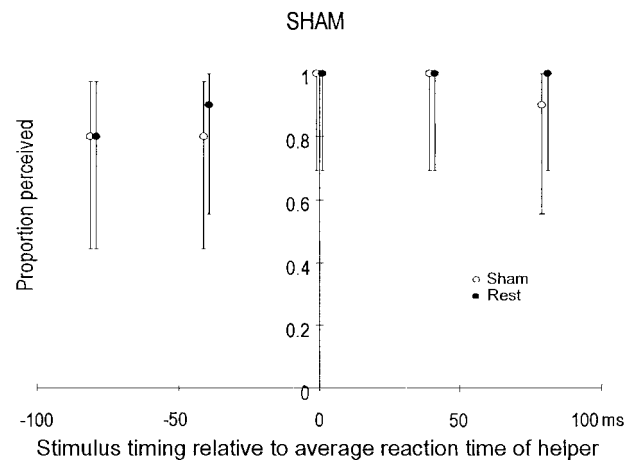 SHAM
Proportion perceived
1
0.8
0.6
0.4
0.2
0
Sham
Rest
-100 -50 0 50 100 ms
Stimulus timing relative to average reaction time of helper